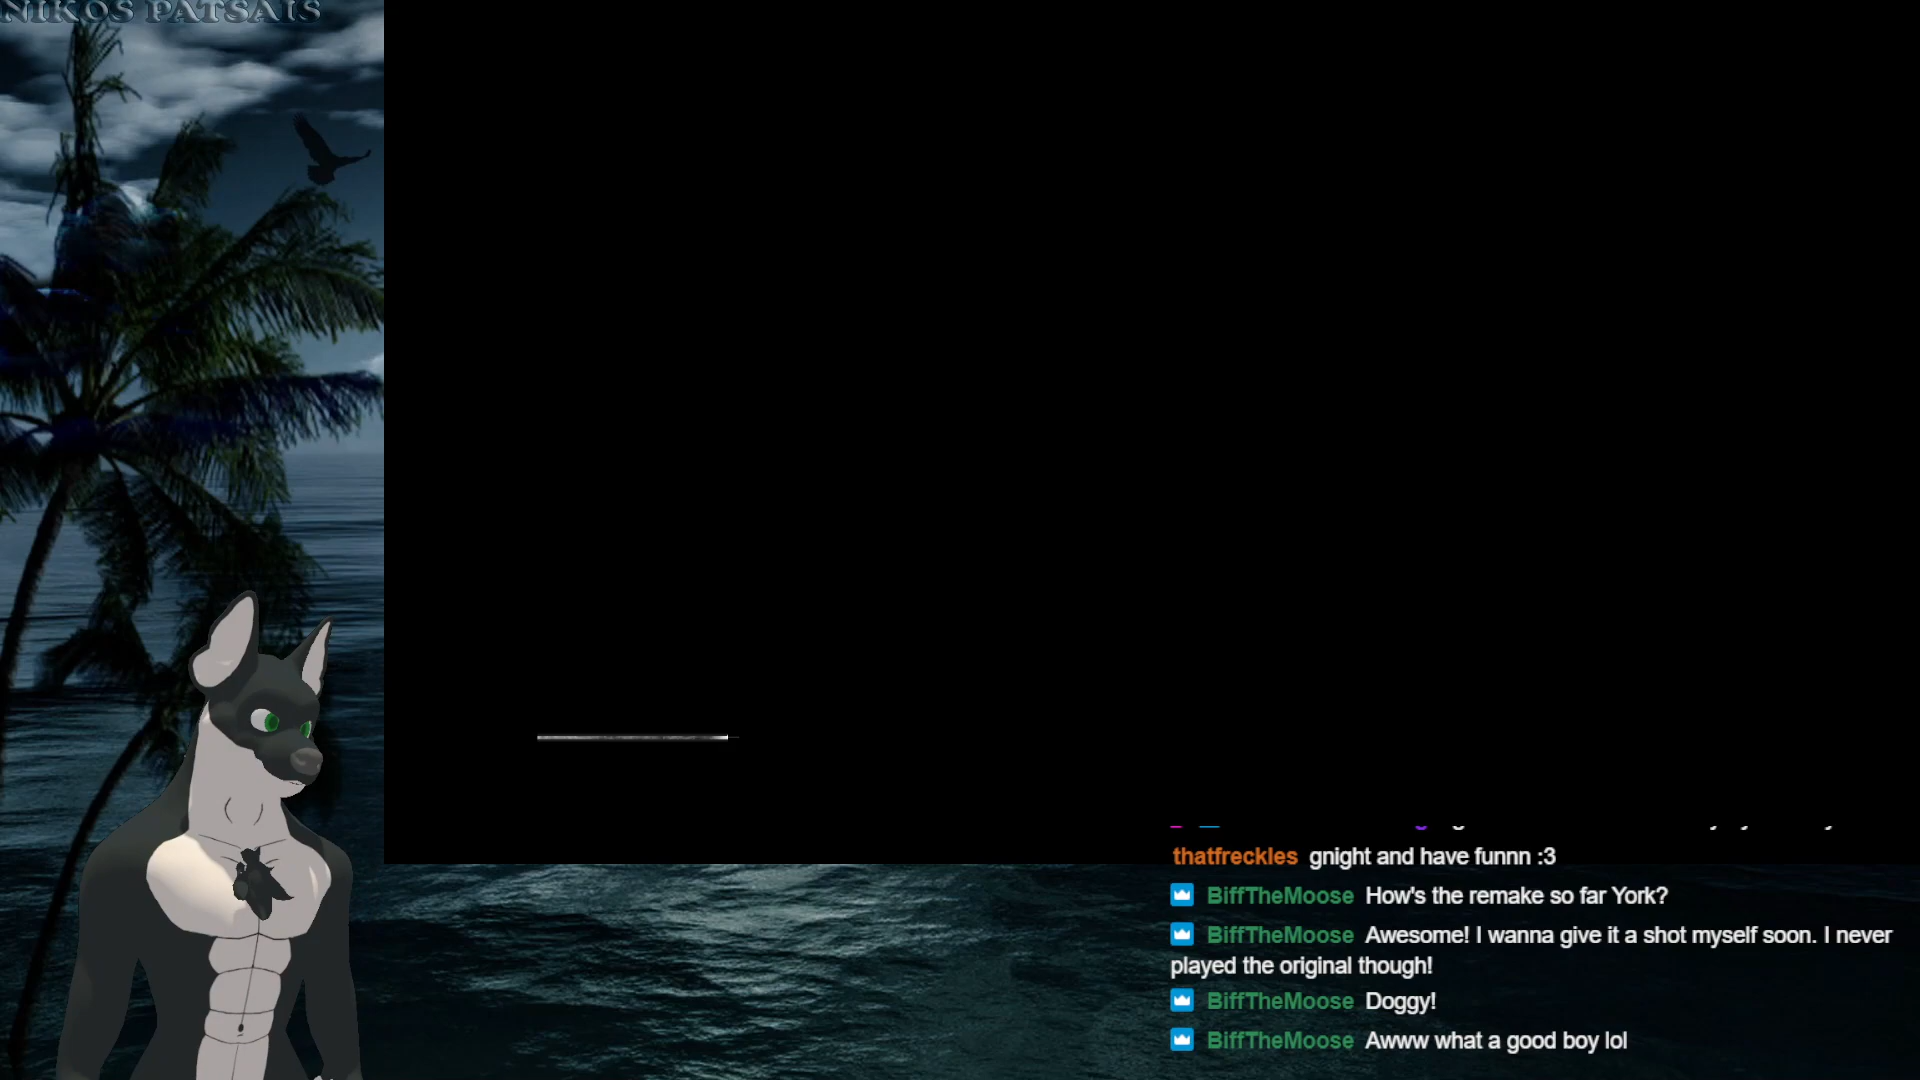 NIKOS PATSAIS
thatfreckles gnight and have funnn :3
BiffTheMoose How's the remake so far York?
BiffTheMoose Awesome! I wanna give it a shot myself soon. I never
played the original though!
BiffTheMoose Doggy!
BiffTheMoose Awww what a good boy lol